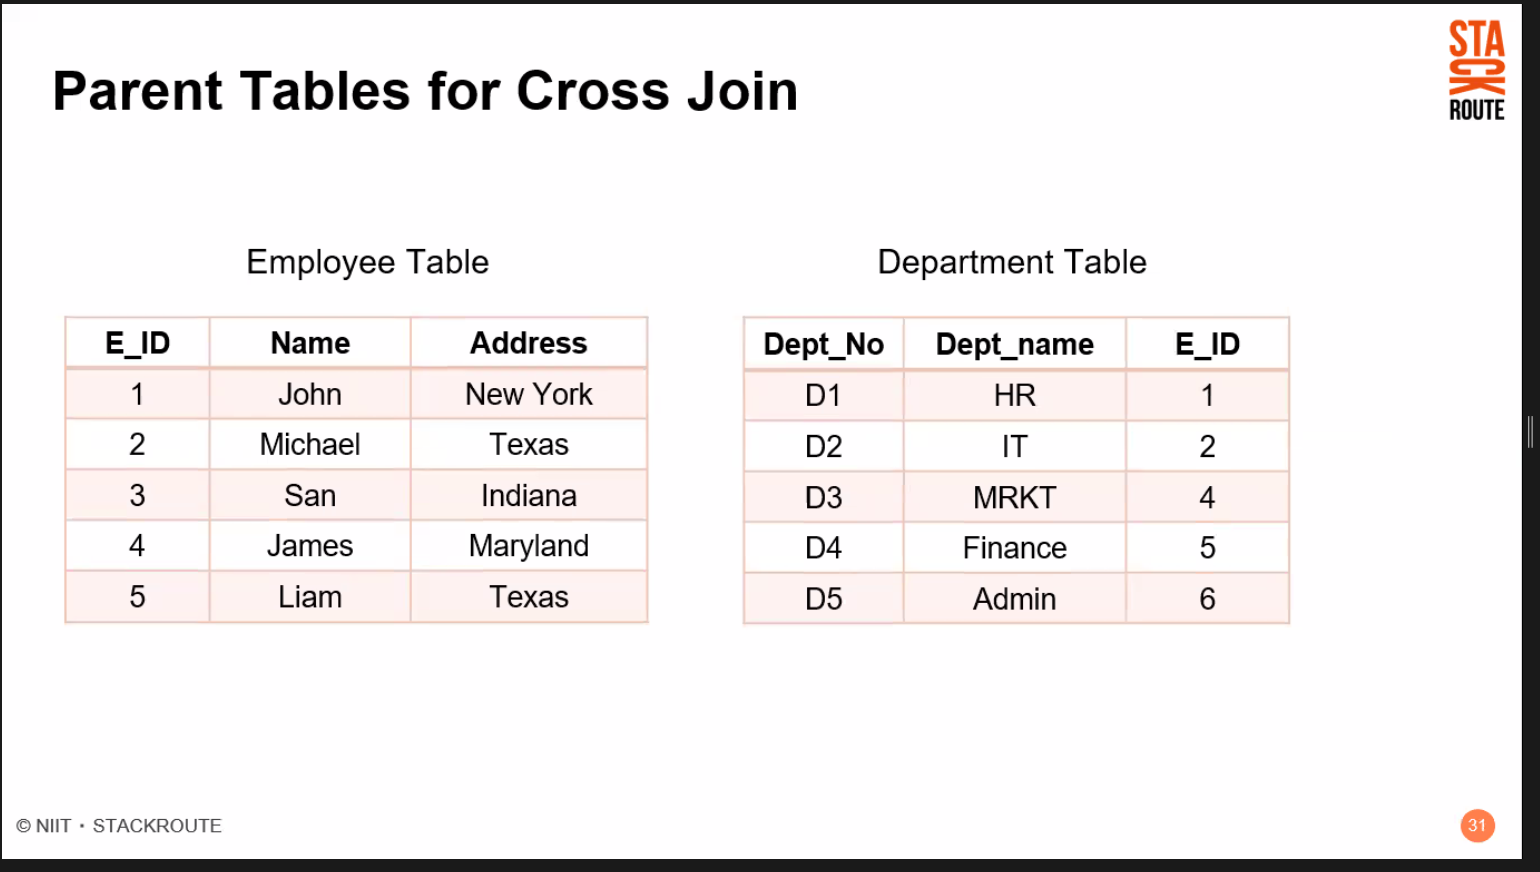 STA
CK
ROUTE
Parent Tables for Cross Join
Employee Table
E_ID Name Address
1 John New York
2 Michael Texas
3 San Indiana
4 James Maryland
5 Liam Texas
Department Table
Dept_No Dept_name E_ID
D1 HR 1
D2 IT 2
D3 MRKT 4
D4 Finance 5
D5 Admin 6
© NIIT • STACKROUTE
31